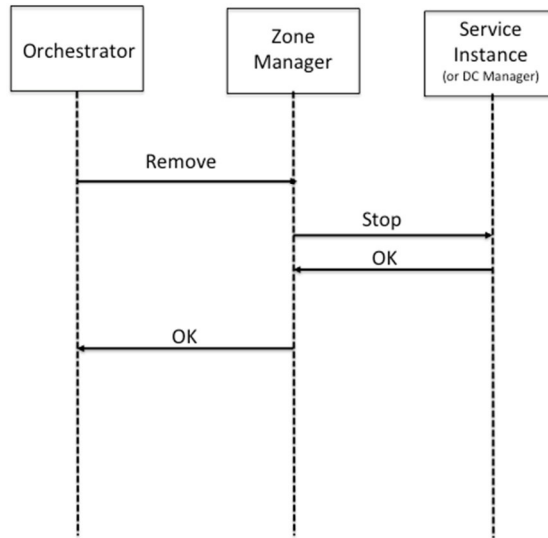 Orchestrator
Zone
Manager
Service
Instance
(or DC Manager)
Remove
Stop
OK
OK